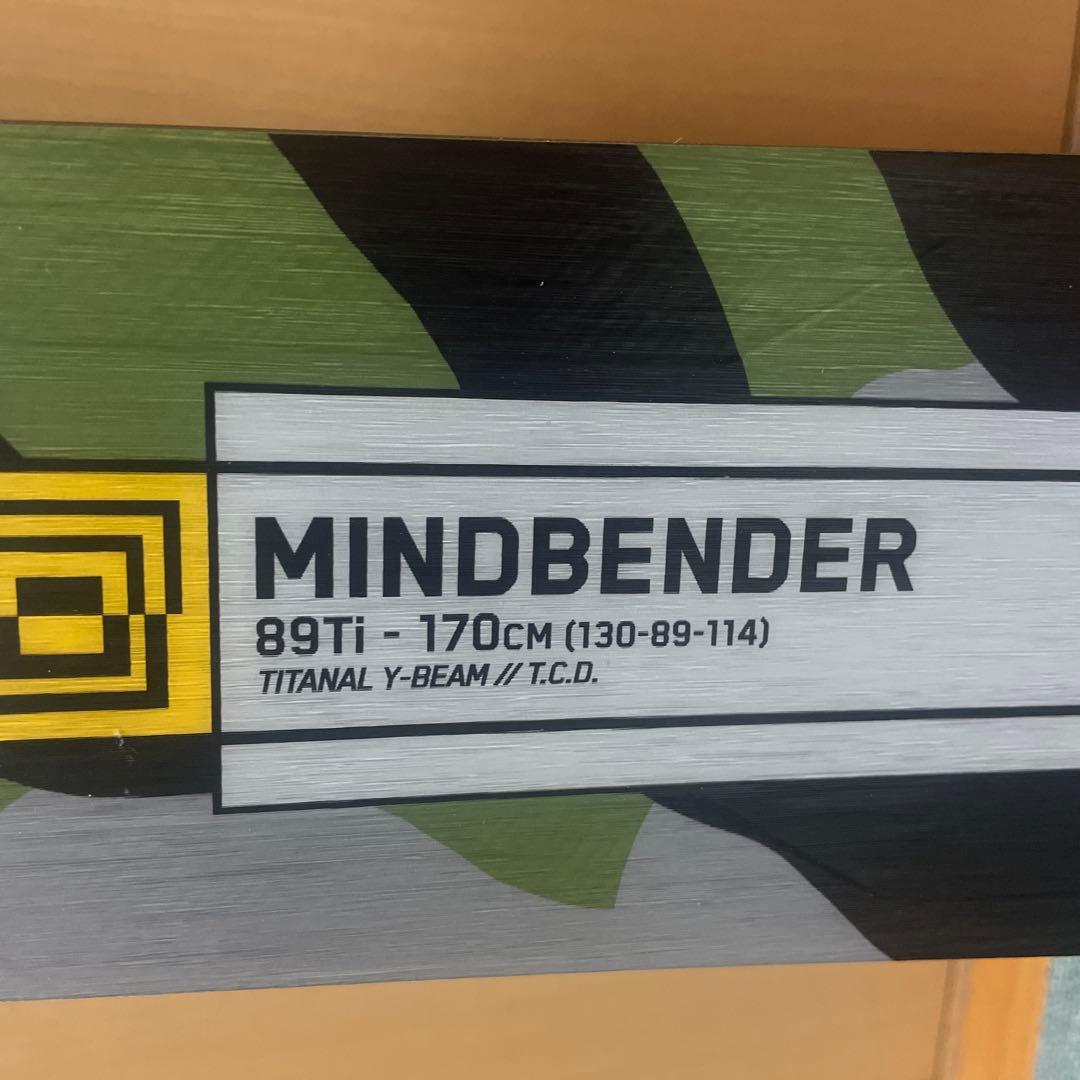 MINDBENDER
89Ti - 170CM (130-89-114)
TITANAL Y-BEAM // T.C.D.